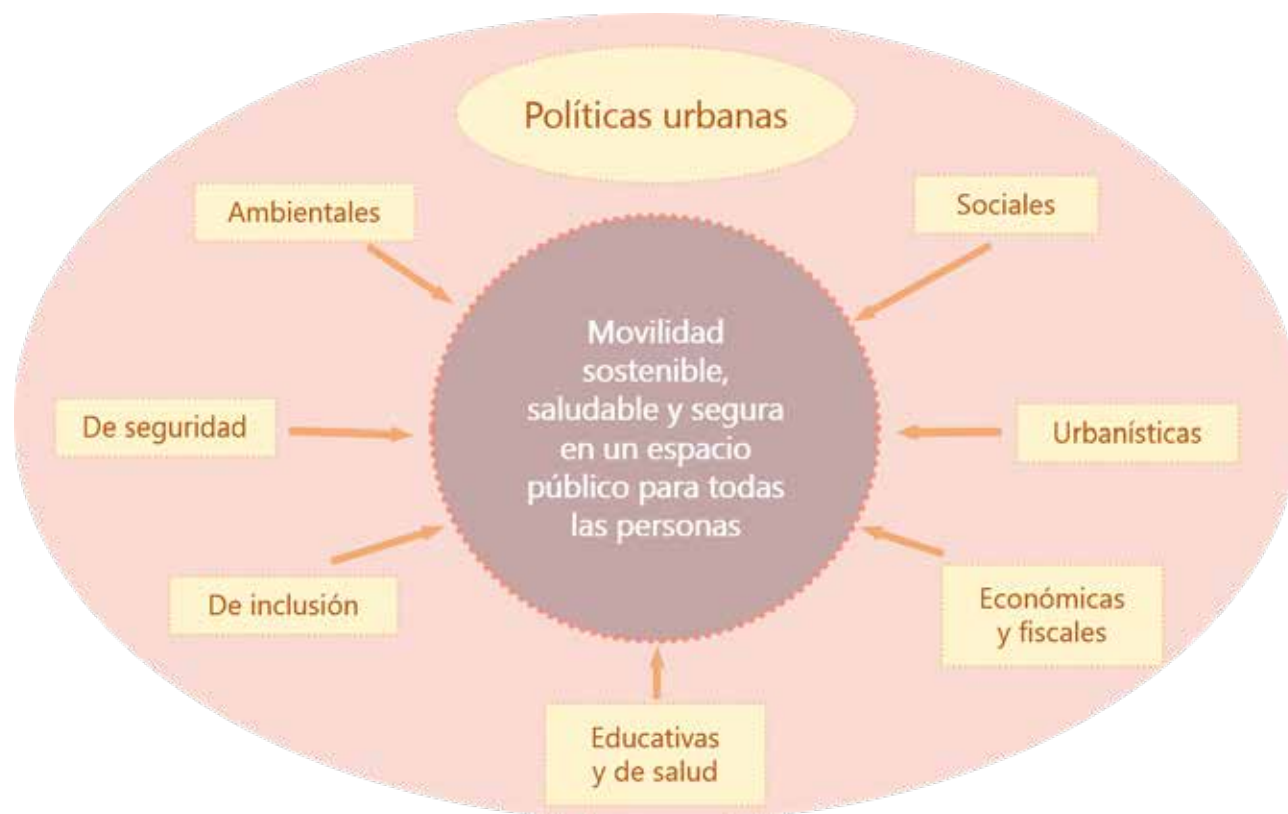 Políticas urbanas
Ambientales
Sociales
Movilidad
sostenible,
saludable y segura
en un espacio
público para todas
las personas
De seguridad
Urbanísticas
De inclusión
Económicas
y fiscales
Educativas
y de salud